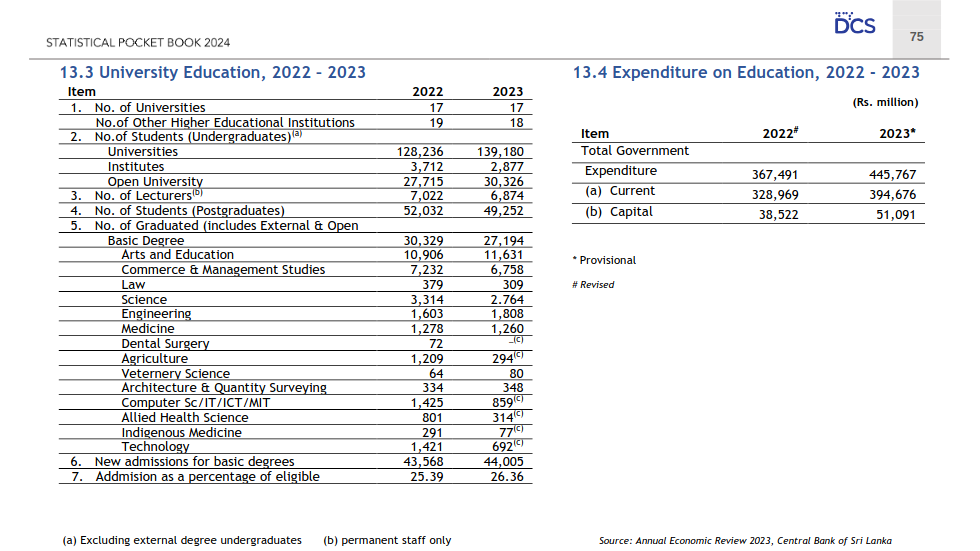 DCS
STATISTICAL POCKET BOOK 2024
75
13.3 University Education, 2022 – 2023
Item 2022 2023
1. No. of Universities 17 17
No.of Other Higher Educational Institutions 19 18
2. No.of Students (Undergraduates)(a)
Universities 128,236 139,180
Institutes 3,712 2,877
Open University 27,715 30,326
3. No. of Lecturers(b) 7,022 6,874
4. No. of Students (Postgraduates) 52,032 49,252
5. No. of Graduated (includes External & Open
Basic Degree 30,329 27,194
Arts and Education 10,906 11,631
Commerce & Management Studies 7,232 6,758
Law 379 309
Science 3,314 2.764
Engineering 1,603 1,808
Medicine 1,278 1,260
Dental Surgery 72 –(c)
Agriculture 1,209 294(c)
Veternery Science 64 80
Architecture & Quantity Surveying 334 348
Computer Sc/IT/ICT/MIT 1,425 859(c)
Allied Health Science 801 314(c)
Indigenous Medicine 291 77(c)
Technology 1,421 692(c)
6. New admissions for basic degrees 43,568 44,005
7. Addmision as a percentage of eligible 25.39 26.36
(a) Excluding external degree undergraduates (b) permanent staff only
13.4 Expenditure on Education, 2022 - 2023
(Rs. million)
Item 2022# 2023*
Total Government
Expenditure 367,491 445,767
(a) Current 328,969 394,676
(b) Capital 38,522 51,091
* Provisional
# Revised
Source: Annual Economic Review 2023, Central Bank of Sri Lanka